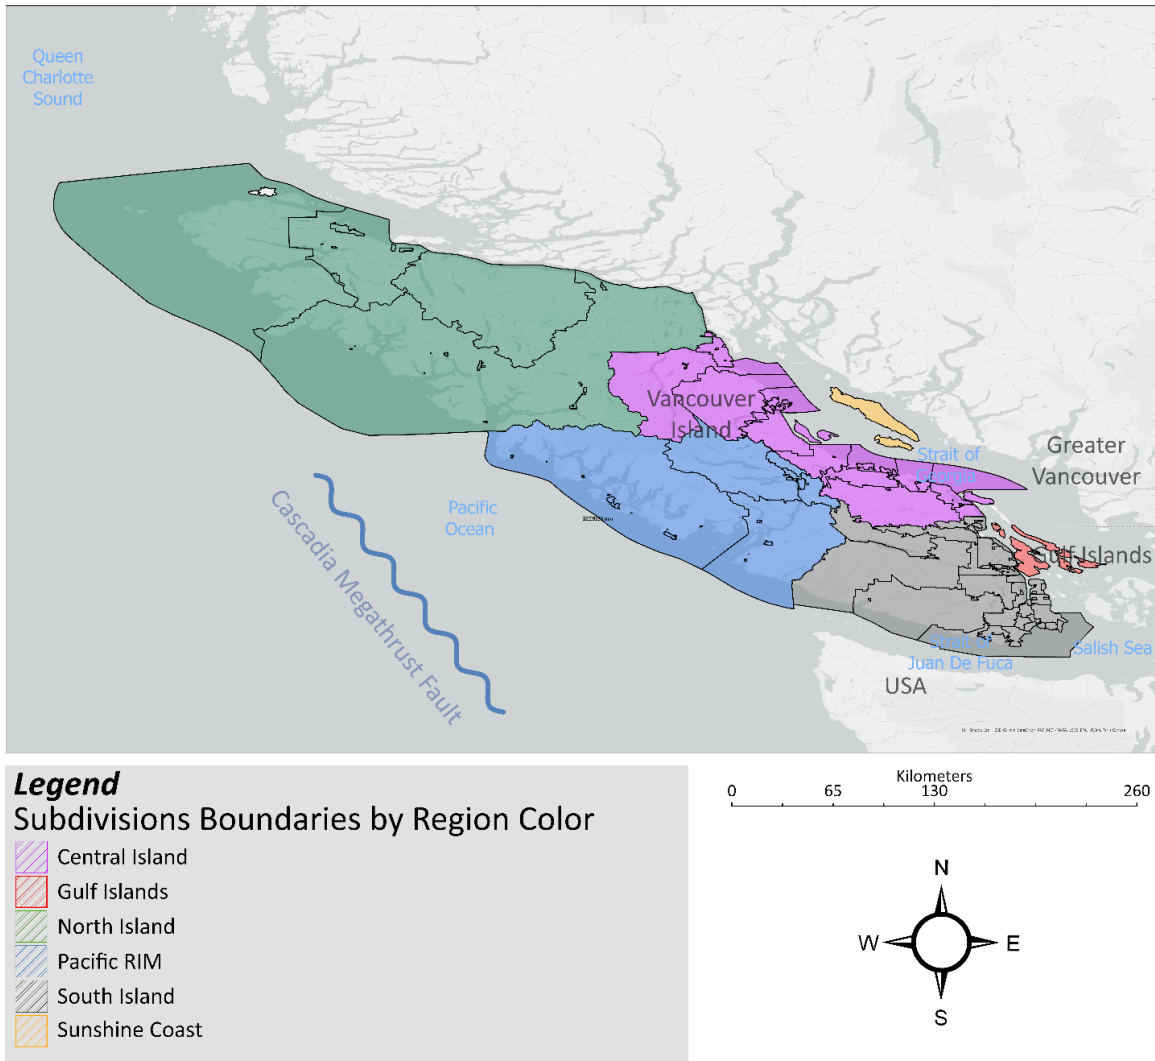 Queen
Charlotte
Sound
Vancouver
Island
Strait of
Georgia
Greater
Vancouver
Pacific
Ocean
Cascadia Megathrust Fault
Gulf Islands
Strait of
Juan De Fuca
Salish Sea
USA
Legend
Subdivisions Boundaries by Region Color
Central Island
Gulf Islands
North Island
Pacific RIM
South Island
Sunshine Coast
Kilometers
0 65 130 260
N
W E
S